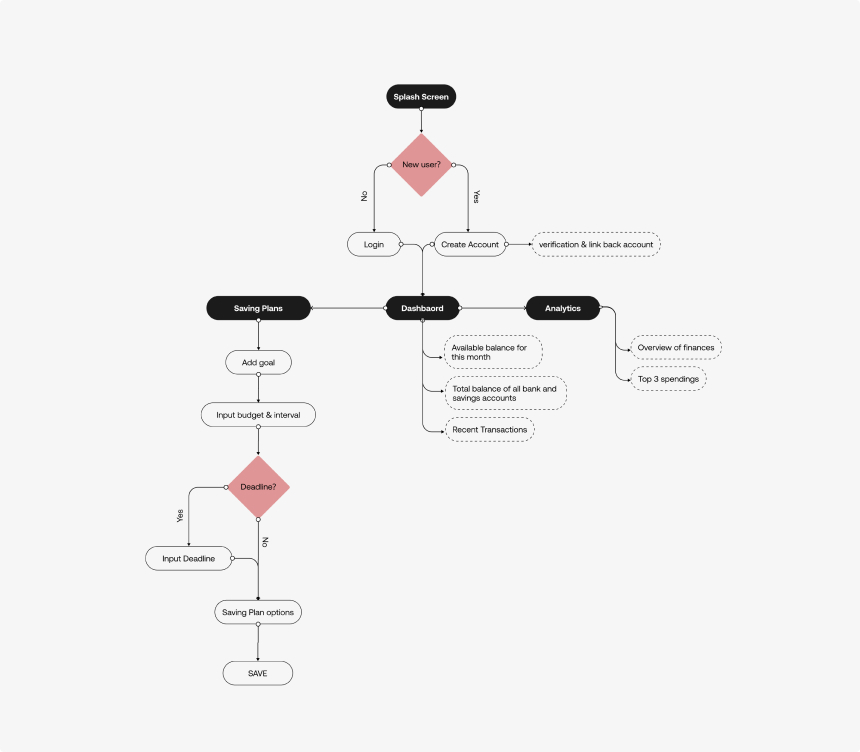 Splash Screen
New user?
No
Yes
Login
Create Account
verification & link back account
Saving Plans
Dashbaord
Analytics
Available balance for
this month
Overview of finances
Add goal
Top 3 spendings
Total balance of all bank and
savings accounts
Input budget & interval
Recent Transactions
Deadline?
Yes
No
Input Deadline
Saving Plan options
SAVE